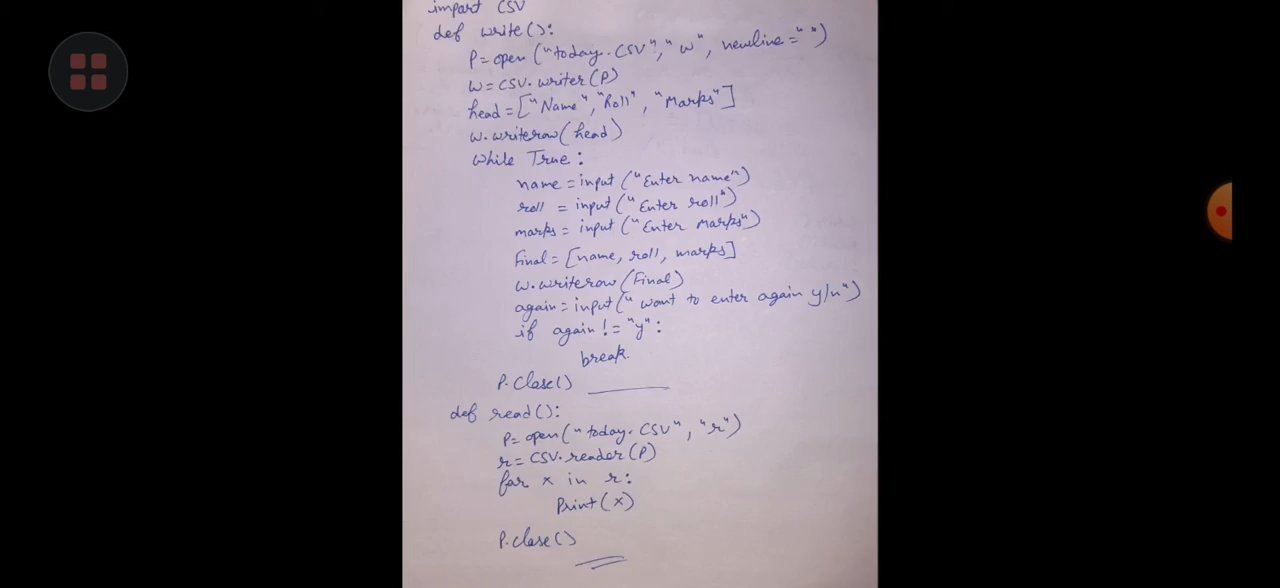 import CSV
def write():
P=open("today.CSV","w", newline="")
w=CSV.writer(P)
head=["Name","Roll","Marks"]
w.writerow(head)
While True:
name=input("Enter name")
roll = input("Enter roll")
marks = input("Enter Marks")
final=[name, roll, marks]
w.writerow(final)
again=input("want to enter again y/n")
if again!="y":
break
P.Close()
def read():
P=open("today.CSV","r")
r=CSV.reader(P)
for x in r:
Print(x)
P.close()